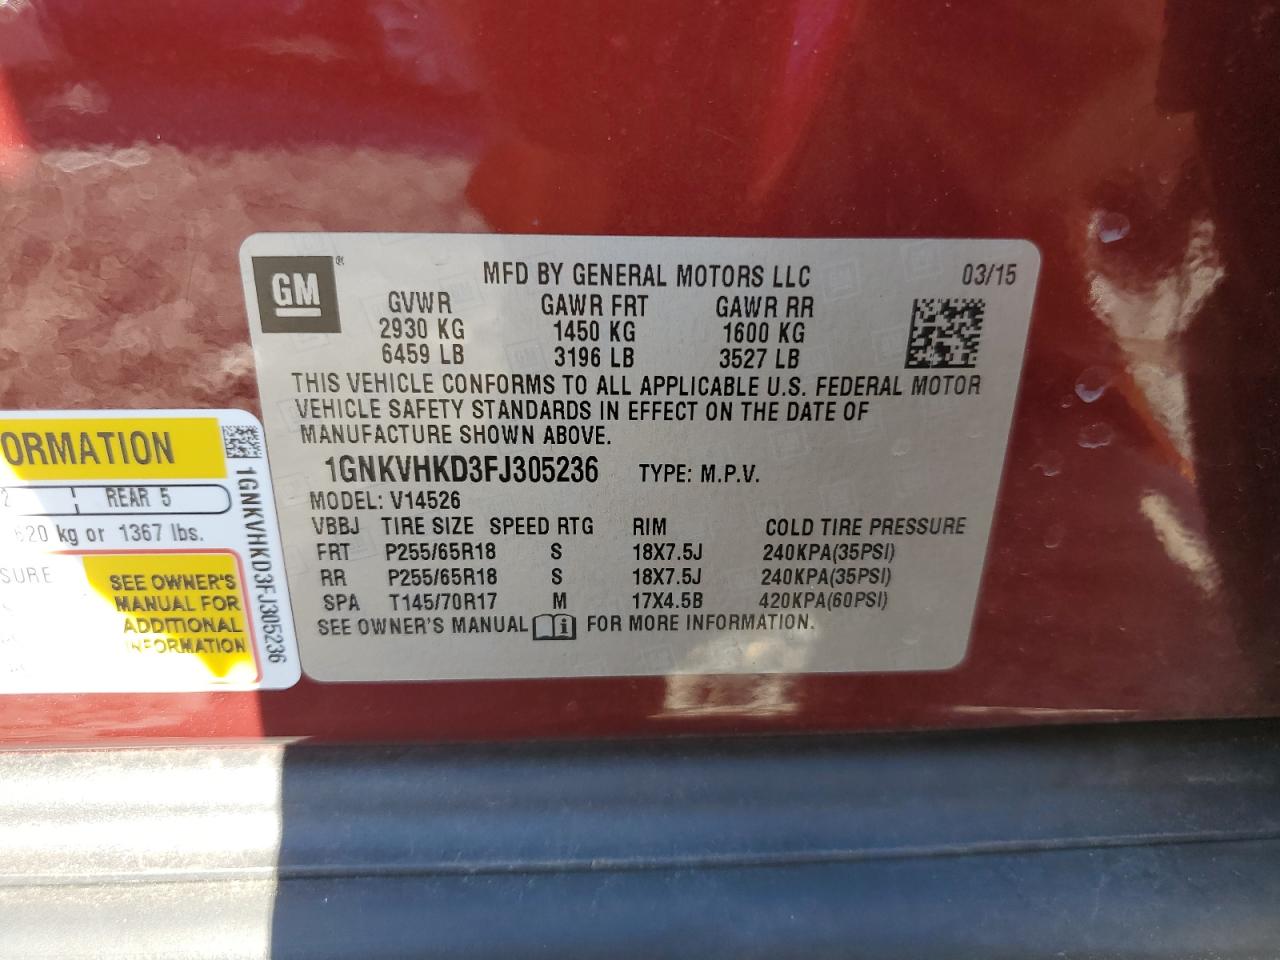 GM ®
MFD BY GENERAL MOTORS LLC 03/15
GVWR GAWR FRT GAWR RR
2930 KG 1450 KG 1600 KG
6459 LB 3196 LB 3527 LB
THIS VEHICLE CONFORMS TO ALL APPLICABLE U.S. FEDERAL MOTOR
VEHICLE SAFETY STANDARDS IN EFFECT ON THE DATE OF
MANUFACTURE SHOWN ABOVE.
1GNKVHKD3FJ305236 TYPE: M.P.V.
MODEL: V14526
VBBJ TIRE SIZE SPEED RTG RIM COLD TIRE PRESSURE
FRT P255/65R18 S 18X7.5J 240KPA(35PSI)
RR P255/65R18 S 18X7.5J 240KPA(35PSI)
SPA T145/70R17 M 17X4.5B 420KPA(60PSI)
SEE OWNER'S MANUAL FOR MORE INFORMATION.
ORMATION
2 REAR 5
620 kg or 1367 lbs.
SURE
SEE OWNER'S
MANUAL FOR
ADDITIONAL
INFORMATION
1GNKVHKD3FJ305236